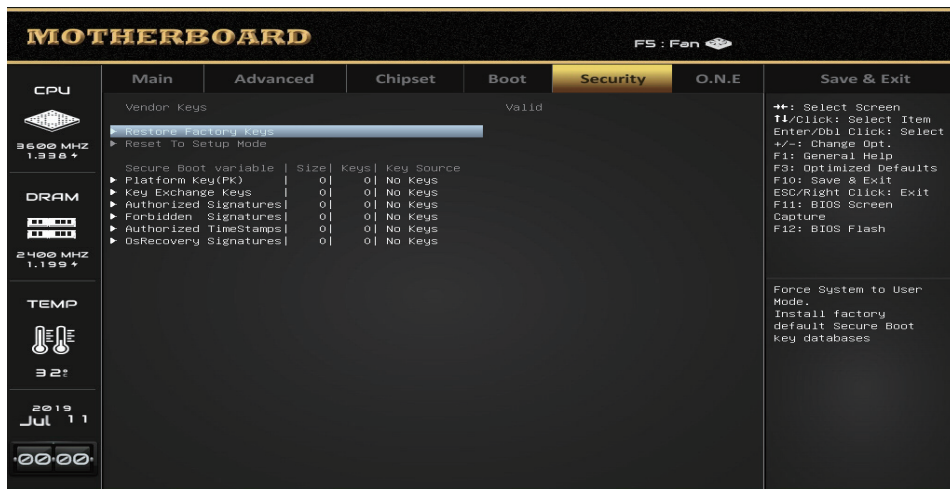 MOTHERBOARD
F5 : Fan
Main Advanced Chipset Boot Security O.N.E Save & Exit
CPU
3600 MHZ
1.338 v
DRAM
2400 MHZ
1.199 v
TEMP
32°c
2019
Jul 11
00:00
Vendor Keys Valid
► Restore Factory Keys
► Reset To Setup Mode
Secure Boot variable | Size| Keys| Key Source
► Platform Key(PK) | 0| 0| No Keys
► Key Exchange Keys | 0| 0| No Keys
► Authorized Signatures| 0| 0| No Keys
► Forbidden Signatures| 0| 0| No Keys
► Authorized TimeStamps| 0| 0| No Keys
► OsRecovery Signatures| 0| 0| No Keys
→←: Select Screen
↑↓/Click: Select Item
Enter/Dbl Click: Select
+/-: Change Opt.
F1: General Help
F3: Optimized Defaults
F10: Save & Exit
ESC/Right Click: Exit
F11: BIOS Screen
Capture
F12: BIOS Flash
Force System to User
Mode.
Install factory
default Secure Boot
key databases